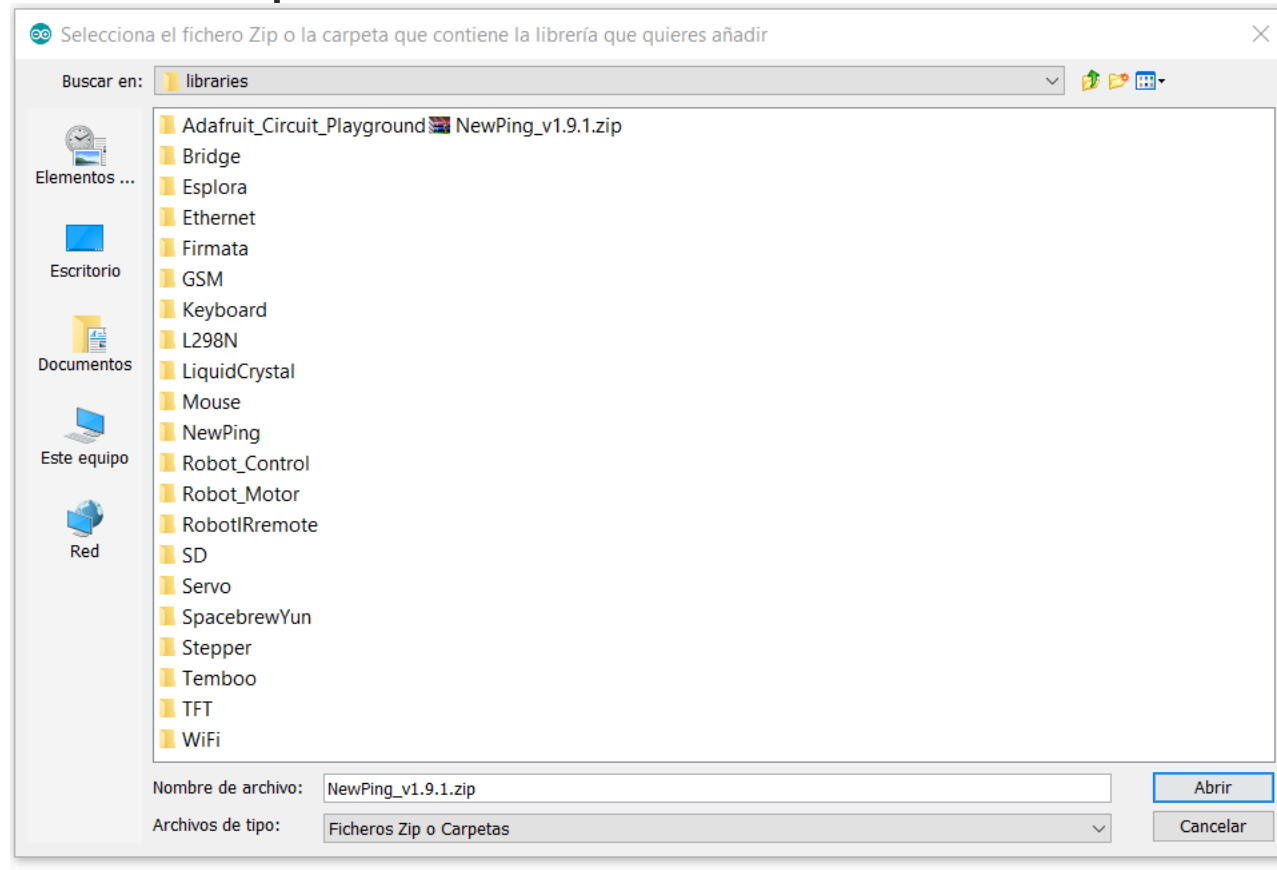 Selecciona el fichero Zip o la carpeta que contiene la librería que quieres añadir
Buscar en: libraries
Elementos ...
Escritorio
Documentos
Este equipo
Red
Adafruit_Circuit_Playground NewPing_v1.9.1.zip
Bridge
Esplora
Ethernet
Firmata
GSM
Keyboard
L298N
LiquidCrystal
Mouse
NewPing
Robot_Control
Robot_Motor
RobotIRremote
SD
Servo
SpacebrewYun
Stepper
Temboo
TFT
WiFi
Nombre de archivo: NewPing_v1.9.1.zip Abrir
Archivos de tipo: Ficheros Zip o Carpetas Cancelar